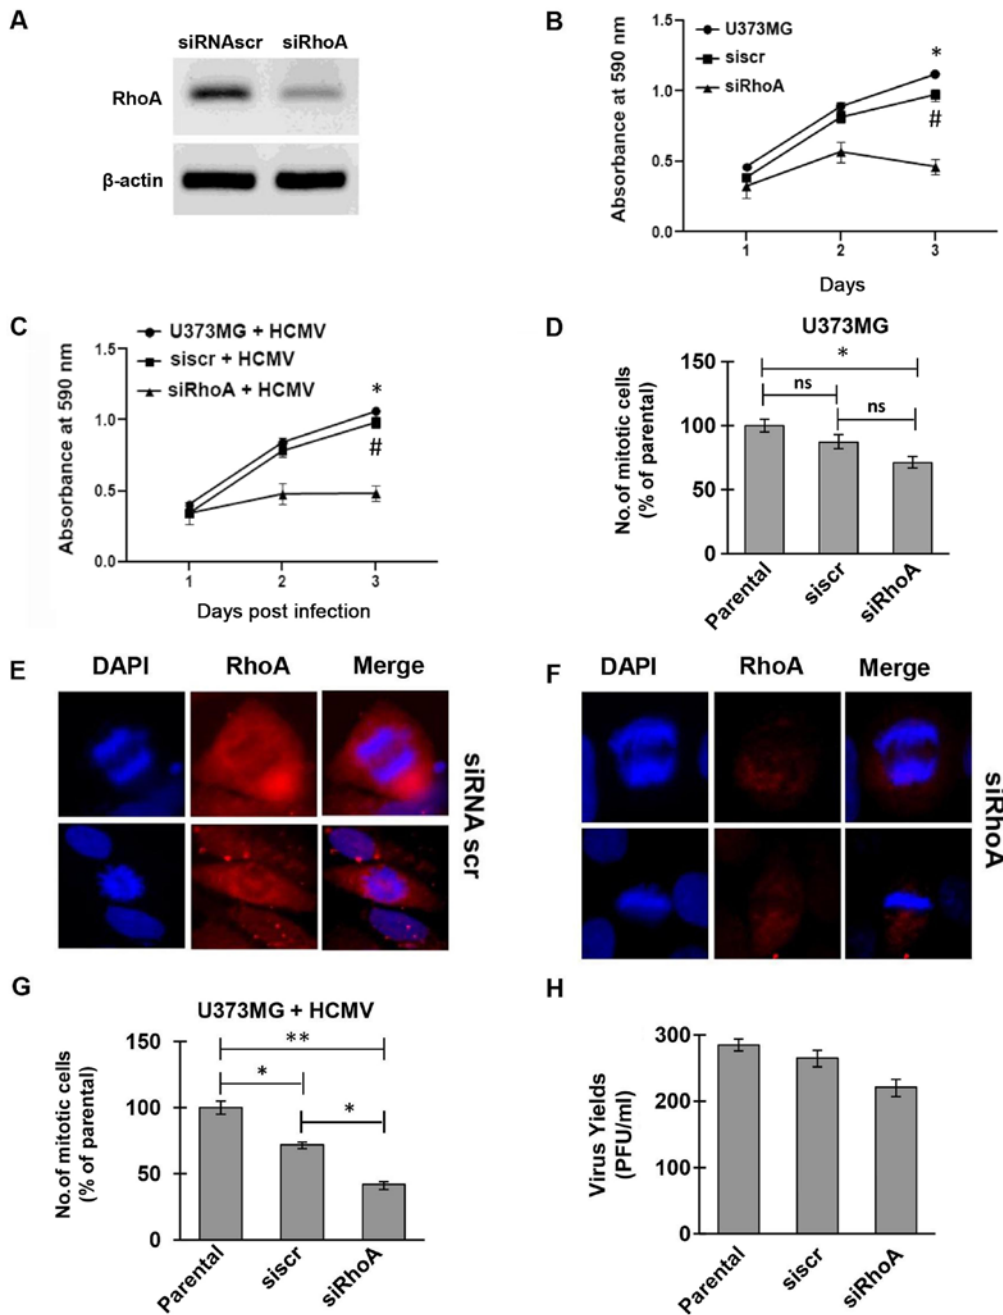 A
siRNAscr siRhoA
RhoA
β-actin
B
U373MG
siscr
siRhoA
Absorbance at 590 nm
1.5
1.0
0.5
0.0
*
#
1 2 3
Days
C
U373MG + HCMV
siscr + HCMV
siRhoA + HCMV
Absorbance at 590 nm
1.5
1.0
0.5
0.0
*
#
1 2 3
Days post infection
D
U373MG
No.of mitotic cells
(% of parental)
150
100
50
0
*
ns
ns
Parental siscr siRhoA
E
DAPI RhoA Merge
siRNA scr
F
DAPI RhoA Merge
siRhoA
G
U373MG + HCMV
No.of mitotic cells
(% of parental)
150
100
50
0
**
*
*
Parental siscr siRhoA
H
Virus Yields
(PFU/ml)
300
200
100
0
Parental siscr siRhoA